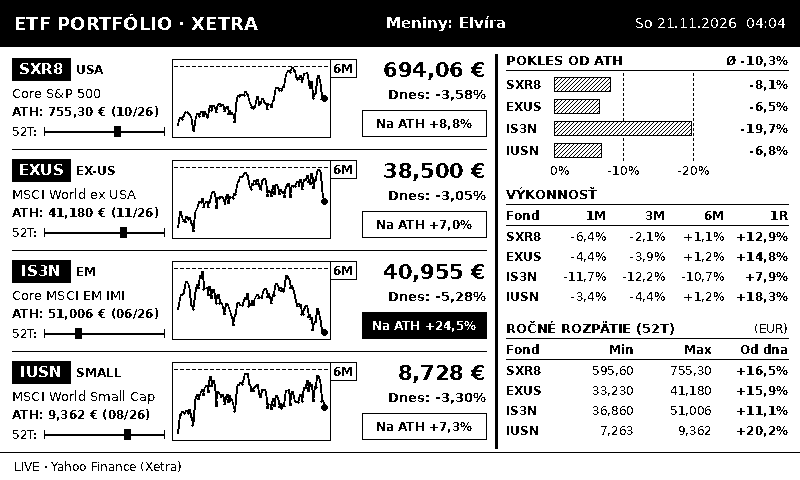 ETF PORTFÓLIO · XETRA
Meniny: Elvíra
So 21.11.2026 04:04
SXR8 USA
Core S&P 500
ATH: 755,30 € (10/26)
52T:
6M
694,06 €
Dnes: -3,58%
Na ATH +8,8%
EXUS EX-US
MSCI World ex USA
ATH: 41,180 € (11/26)
52T:
6M
38,500 €
Dnes: -3,05%
Na ATH +7,0%
IS3N EM
Core MSCI EM IMI
ATH: 51,006 € (06/26)
52T:
6M
40,955 €
Dnes: -5,28%
Na ATH +24,5%
IUSN SMALL
MSCI World Small Cap
ATH: 9,362 € (08/26)
52T:
6M
8,728 €
Dnes: -3,30%
Na ATH +7,3%
POKLES OD ATH Ø -10,3%
SXR8 -8,1%
EXUS -6,5%
IS3N -19,7%
IUSN -6,8%
0% -10% -20%
VÝKONNOSŤ
Fond 1M 3M 6M 1R
SXR8 -6,4% -2,1% +1,1% +12,9%
EXUS -4,4% -3,9% +1,2% +14,8%
IS3N -11,7% -12,2% -10,7% +7,9%
IUSN -3,4% -4,4% +1,2% +18,3%
ROČNÉ ROZPÄTIE (52T) (EUR)
Fond Min Max Od dna
SXR8 595,60 755,30 +16,5%
EXUS 33,230 41,180 +15,9%
IS3N 36,860 51,006 +11,1%
IUSN 7,263 9,362 +20,2%
LIVE · Yahoo Finance (Xetra)